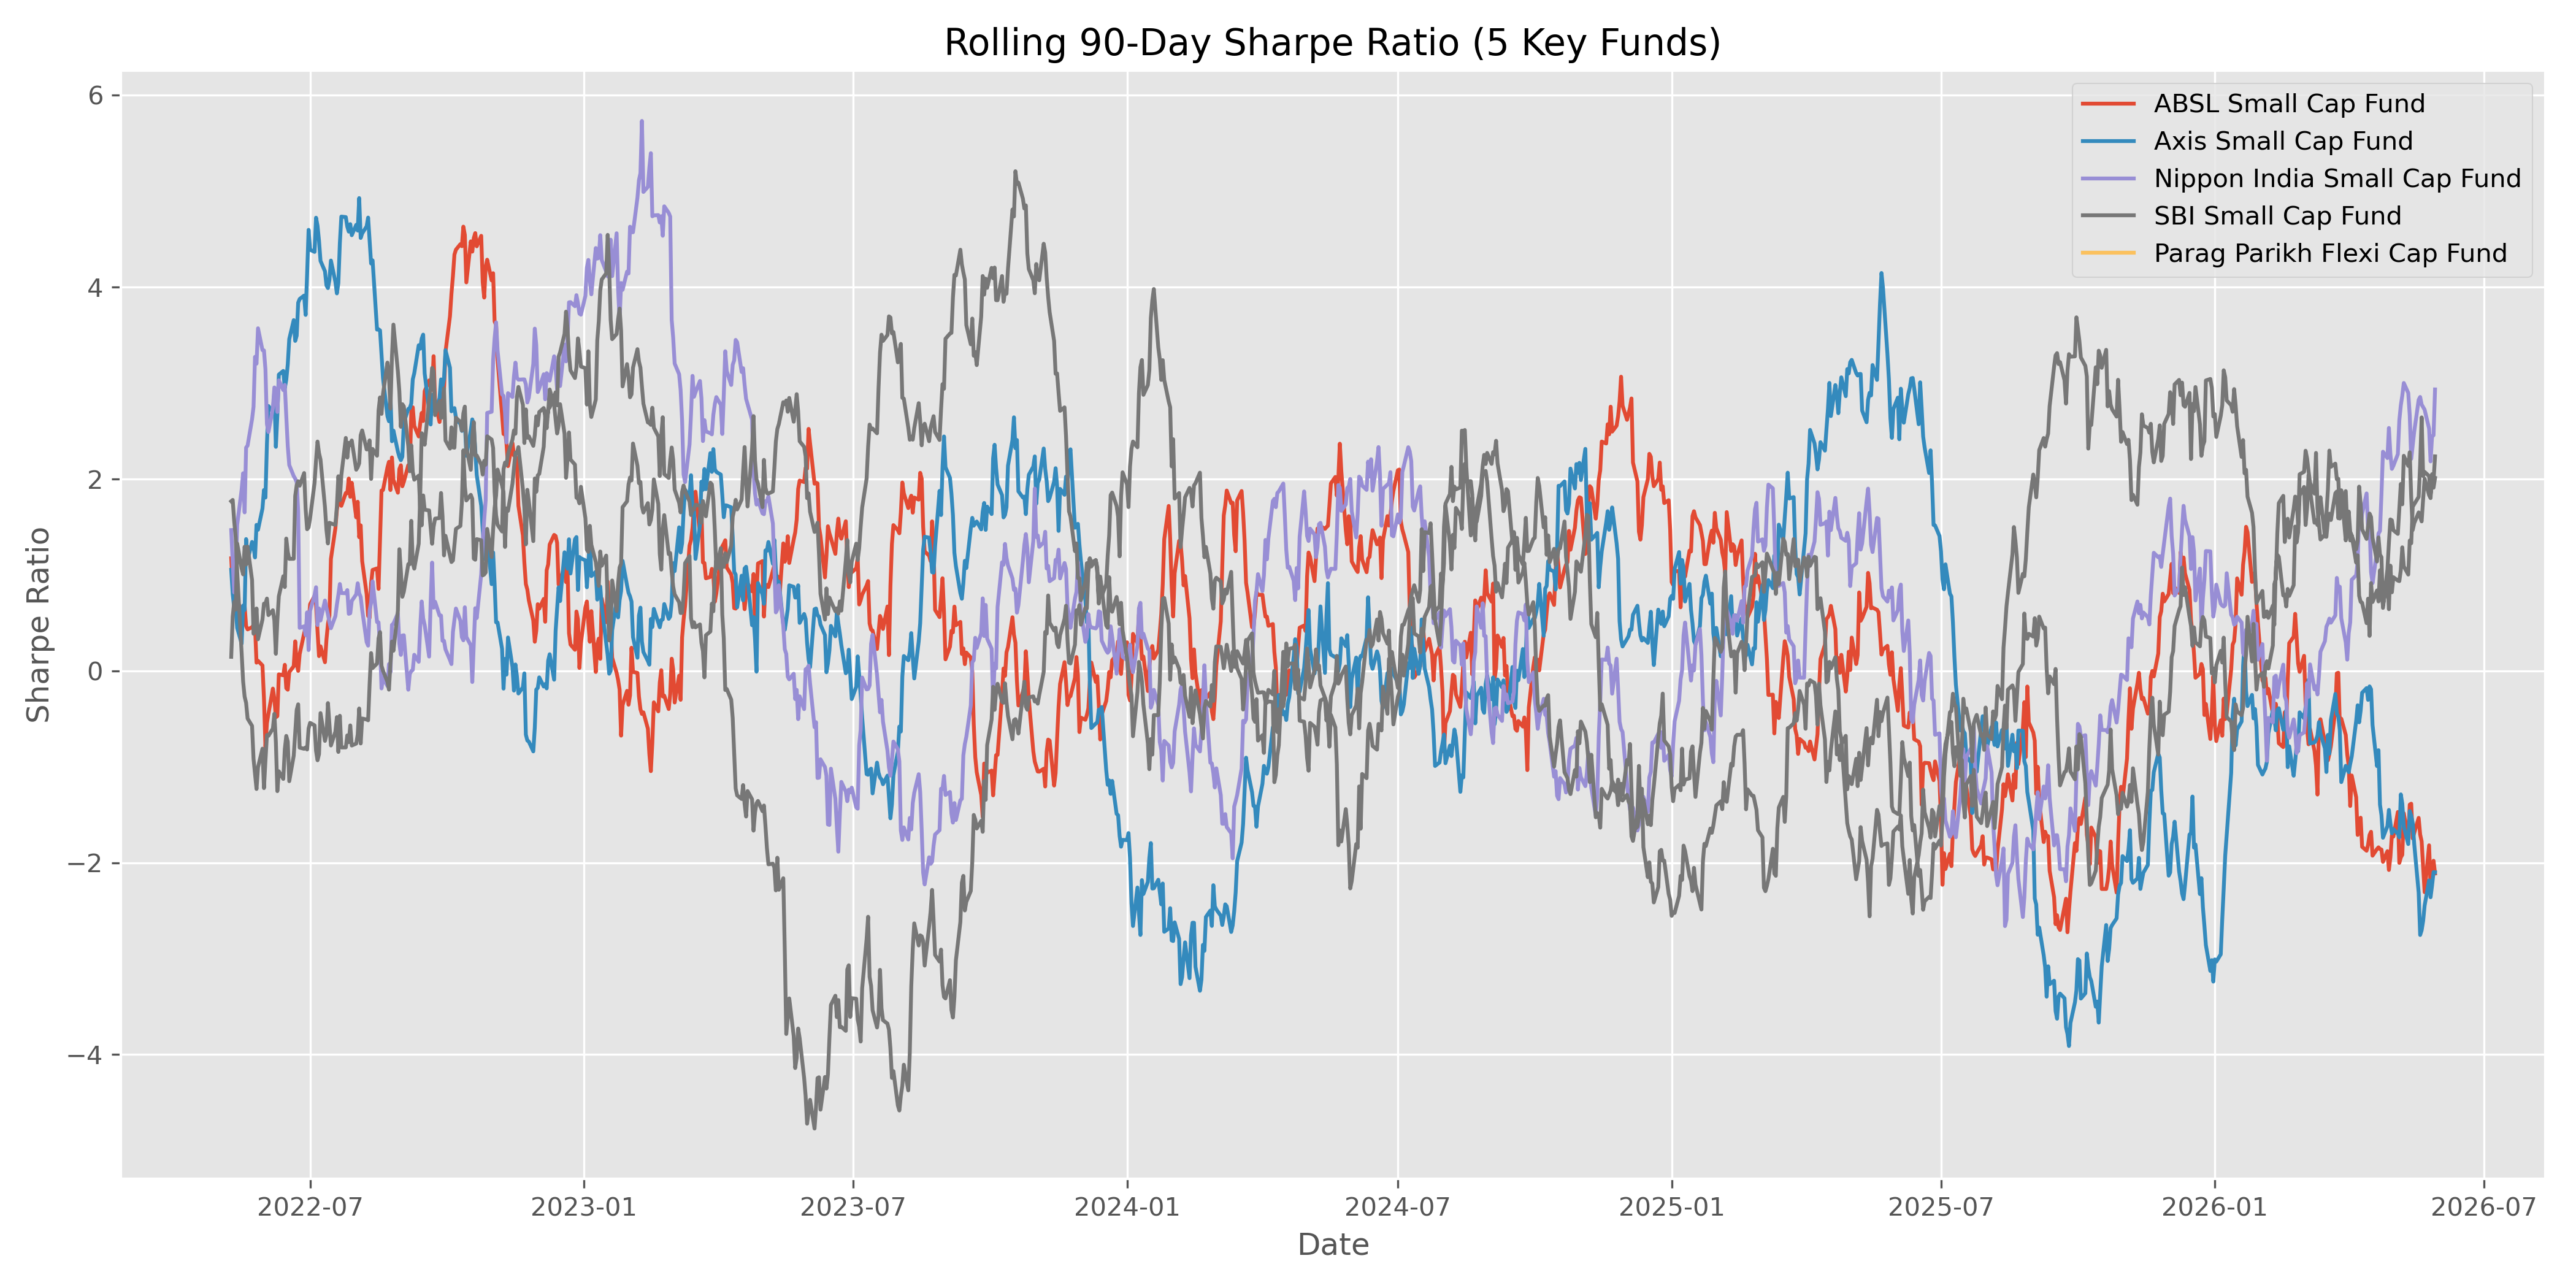 Rolling 90-Day Sharpe Ratio (5 Key Funds)
ABSL Small Cap Fund
Axis Small Cap Fund
Nippon India Small Cap Fund
SBI Small Cap Fund
Parag Parikh Flexi Cap Fund
Sharpe Ratio
6
4
2
0
−2
−4
2022-07
2023-01
2023-07
2024-01
2024-07
2025-01
2025-07
2026-01
2026-07
Date